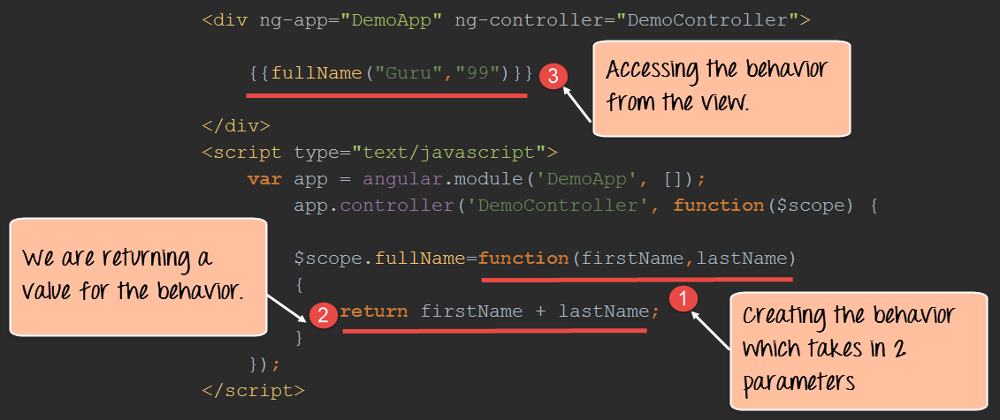 <div ng-app="DemoApp" ng-controller="DemoController">
{{fullName("Guru","99")}}
3
Accessing the behavior
from the view.
</div>
<script type="text/javascript">
var app = angular.module('DemoApp', []);
app.controller('DemoController', function($scope) {
We are returning a
value for the behavior.
$scope.fullName=function(firstName,lastName)
{
1
2
return firstName + lastName;
Creating the behavior
which takes in 2
parameters
}
});
</script>